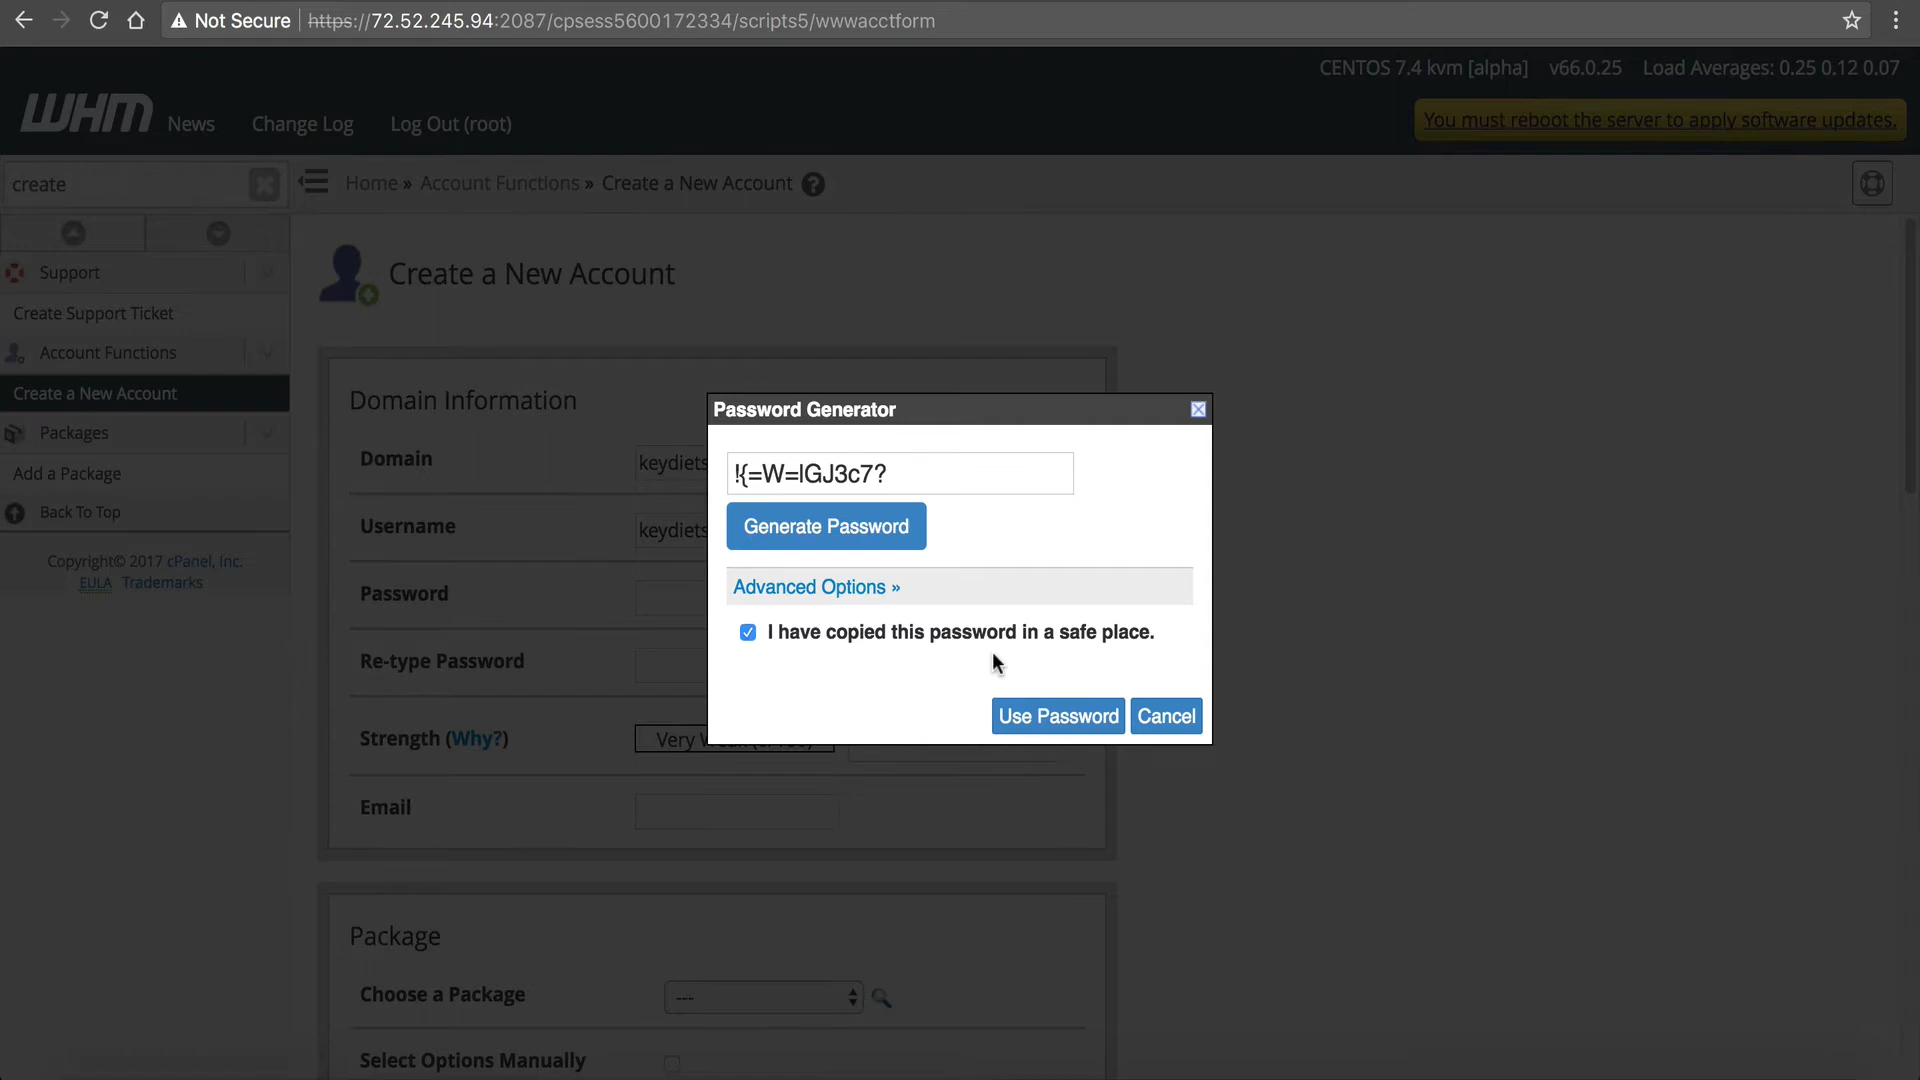 Not Secure https://72.52.245.94:2087/cpsess5600172334/scripts5/wwwacctform
CENTOS 7.4 kvm [alpha] v66.0.25 Load Averages: 0.25 0.12 0.07
WHM News Change Log Log Out (root)
You must reboot the server to apply software updates.
create
Home » Account Functions » Create a New Account
Support
Create Support Ticket
Account Functions
Create a New Account
Packages
Add a Package
Back To Top
Copyright© 2017 cPanel, Inc.
EULA Trademarks
Create a New Account
Domain Information
Domain keydiets
Username keydiets
Password
Re-type Password
Strength (Why?) Very
Email
Package
Choose a Package ---
Select Options Manually
Password Generator
!{=W=lGJ3c7?
Generate Password
Advanced Options »
I have copied this password in a safe place.
Use Password Cancel